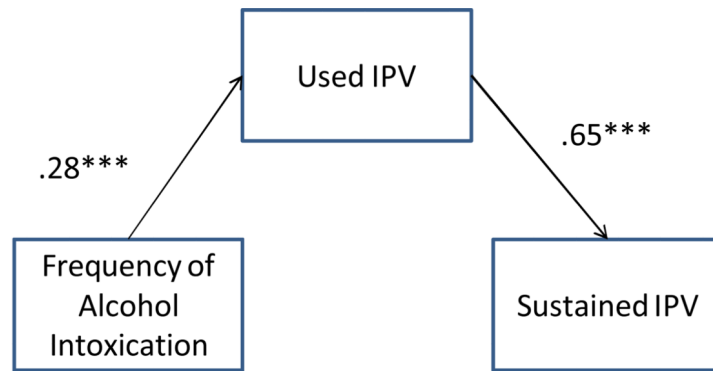 Used IPV
.28***
.65***
Frequency of
Alcohol
Intoxication
Sustained IPV